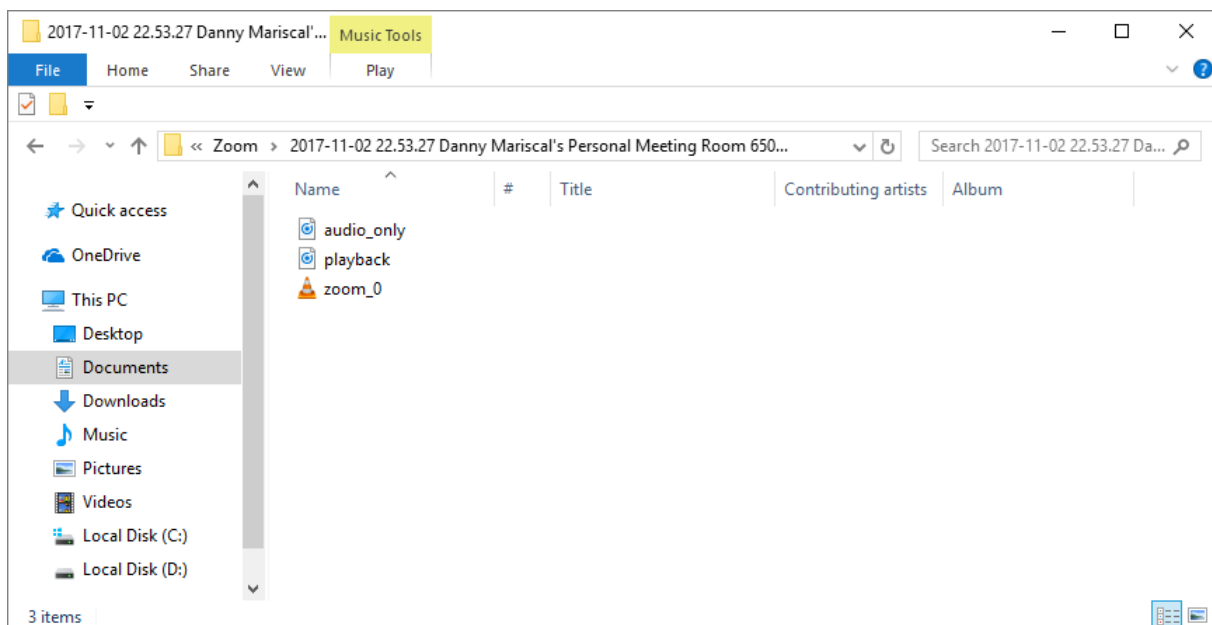 2017-11-02 22.53.27 Danny Mariscal'... Music Tools
File Home Share View Play
« Zoom › 2017-11-02 22.53.27 Danny Mariscal's Personal Meeting Room 650... Search 2017-11-02 22.53.27 Da...
Name # Title Contributing artists Album
Quick access
OneDrive
This PC
Desktop
Documents
Downloads
Music
Pictures
Videos
Local Disk (C:)
Local Disk (D:)
audio_only
playback
zoom_0
3 items